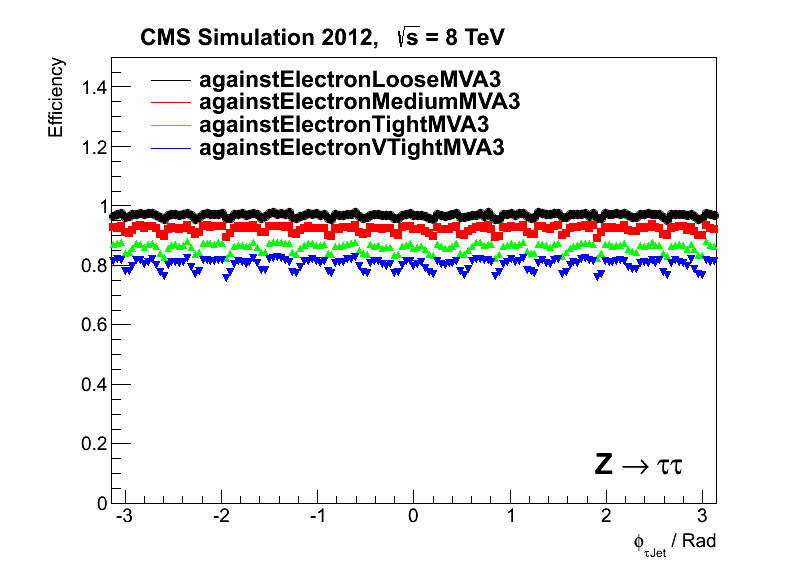 CMS Simulation 2012, √s = 8 TeV
Efficiency
againstElectronLooseMVA3
againstElectronMediumMVA3
againstElectronTightMVA3
againstElectronVTightMVA3
1.4
1.2
1
0.8
0.6
0.4
0.2
0
Z → ττ
-3 -2 -1 0 1 2 3
ϕτJet / Rad